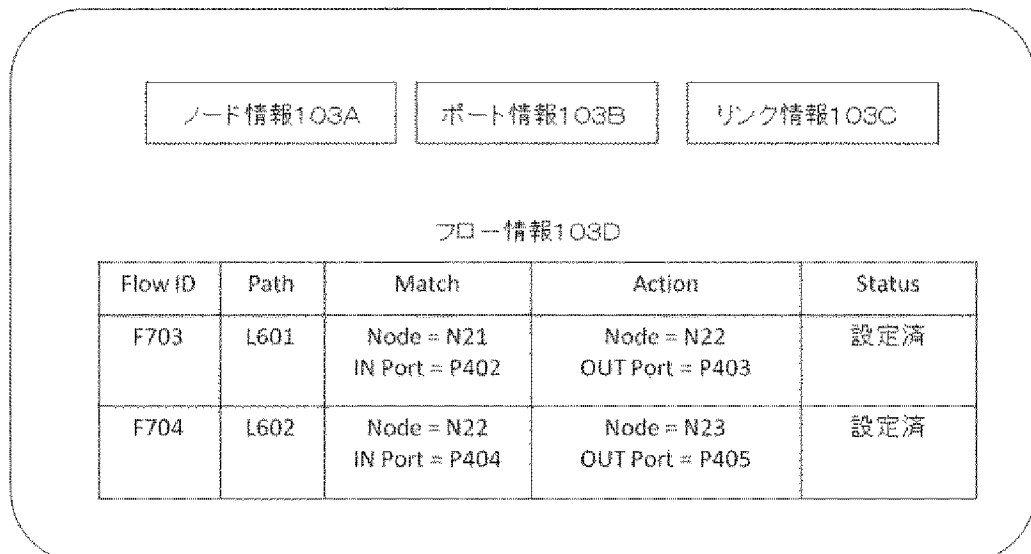 ノード情報103A ポート情報103B リンク情報103C
フロー情報103D
Flow ID Path Match Action Status
F703 L601 Node = N21 Node = N22 設定済
IN Port = P402 OUT Port = P403
F704 L602 Node = N22 Node = N23 設定済
IN Port = P404 OUT Port = P405